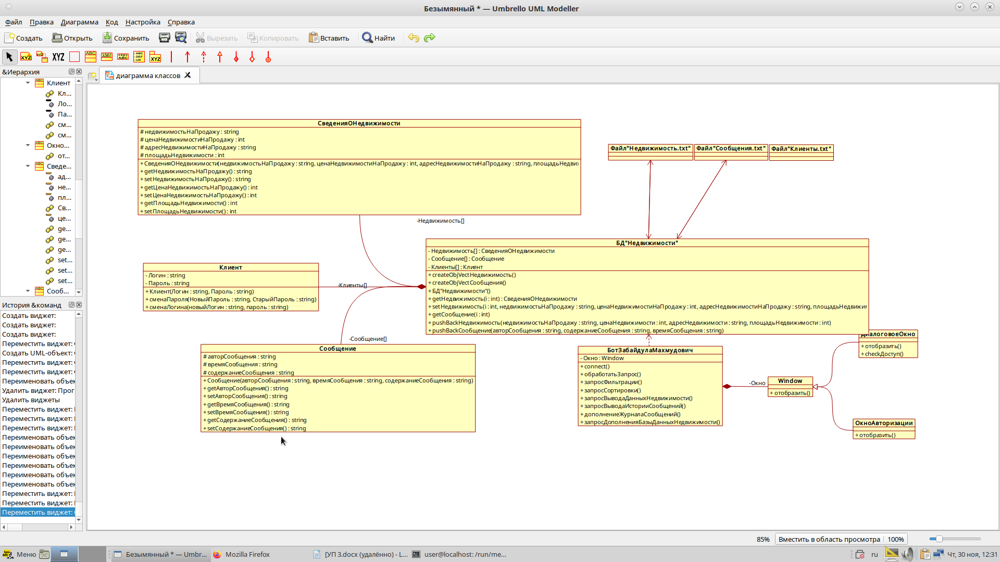 Безымянный * — Umbrello UML Modeller
Файл Правка Диаграмма Код Настройка Справка
Создать Открыть Сохранить Вырезать Копировать Вставить Найти
XYZ XYZ ABC XYZ
&Иерархия
диаграмма классов
Клиент
Кл...
Ло...
Па...
см...
см...
Окно...
от...
Сведе...
ад...
не...
пл...
Св...
це...
ge...
ge...
ge...
set...
set...
set...
Сооб...
История &команд
Создать виджет:
Создать виджет:
Создать виджет:
Переместить виджет:
Создать UML-объект:
Переместить виджет:
Переместить виджет:
Переместить объек
Удалить виджет: Прог
Удалить виджеты
Переместить виджет:
Переместить виджет:
Переместить виджет:
Переименовать объек
Переименовать объек
Переименовать объек
Переименовать объек
Переименовать объек
Переименовать объек
Переместить виджет:
Переместить виджет:
Переместить виджет:
СведенияОНедвижимости
# недвижимостьНаПродажу : string
# ценаНедвижимостиНаПродажу : int
# адресНедвижимостиНаПродажу : string
# площадьНедвижимости : int
+ СведенияОНедвижимости(недвижимостьНаПродажу : string, ценаНедвижимостиНаПродажу : int, адресНедвижимостиНаПродажу : string, площадьНедви
+ getНедвижимостьНаПродажу() : string
+ setНедвижимостьНаПродажу() : string
+ getЦенаНедвижимостьНаПродажу() : int
+ setЦенаНедвижимостьНаПродажу() : int
+ getПлощадьНедвижимости() : int
+ setПлощадьНедвижимости() : int
Файл"Недвижимость.txt"
Файл"Сообщения.txt"
Файл"Клиенты.txt"
-Недвижимость[]
БД"Недвижимости"
- Недвижимость[] : СведенияОНедвижимости
- Сообщение[] : Сообщение
- Клиенты[] : Клиент
+ createObjVectНедвижимость()
+ createObjVectСообщения()
+ БД"Недвижимости"()
+ getНедвижимость(i : int) : СведенияОНедвижимости
+ setНедвижимость(i : int, недвижимостьНаПродажу : string, ценаНедвижимостиНаПродажу : int, адресНедвижимостиНаПродажу : string, площадьНедвижи
+ getСообщение(i : int)
+ pushBackНедвижимость(недвижимостьНаПродажу : string, ценаНедвижимости : int, адресНедвижимости : string, площадьНедвижимости : int)
+ pushBackСообщение(авторСообщения : string, содержаниеСообщения : string, времяСообщения : string)
Клиент
- Логин : string
- Пароль : string
+ Клиент(Логин : string, Пароль : string)
+ сменаПароля(НовыйПароль : string, СтарыйПароль : string)
+ сменаЛогина(новыйЛогин : string, пароль : string)
-Клиенты[]
-Сообщение[]
Сообщение
# авторСообщения : string
# времяСообщения : string
# содержаниеСообщения : string
+ Сообщение(авторСообщения : string, времяСообщения : string, содержаниеСообщения : string)
+ getАвторСообщения() : string
+ setАвторСообщения() : string
+ getВремяСообщения() : string
+ setВремяСообщения() : string
+ getСодержаниеСообщения() : string
+ setСодержаниеСообщения() : string
БотЗабайдулаМахмудович
- Окно : Window
+ connect()
+ обработатьЗапрос()
+ запросФильтрации()
+ запросСортировки()
+ запросВыводаДанныхНедвижимости()
+ запросВыводаИсторииСообщений()
+ дополнениеЖурналаСообщений()
+ запросДополненияБазыДанныхНедвижимости()
-Окно
Window
+ отобразить()
ДиалоговоеОкно
+ отобразить()
+ checkДоступ()
ОкноАвторизации
+ отобразить()
85% Вместить в область просмотра 100%
Меню Безымянный * — Umbr... Mozilla Firefox [УП 3.docx (удалённо) - L... user@localhost: /run/me... ru Чт, 30 ноя, 12:31